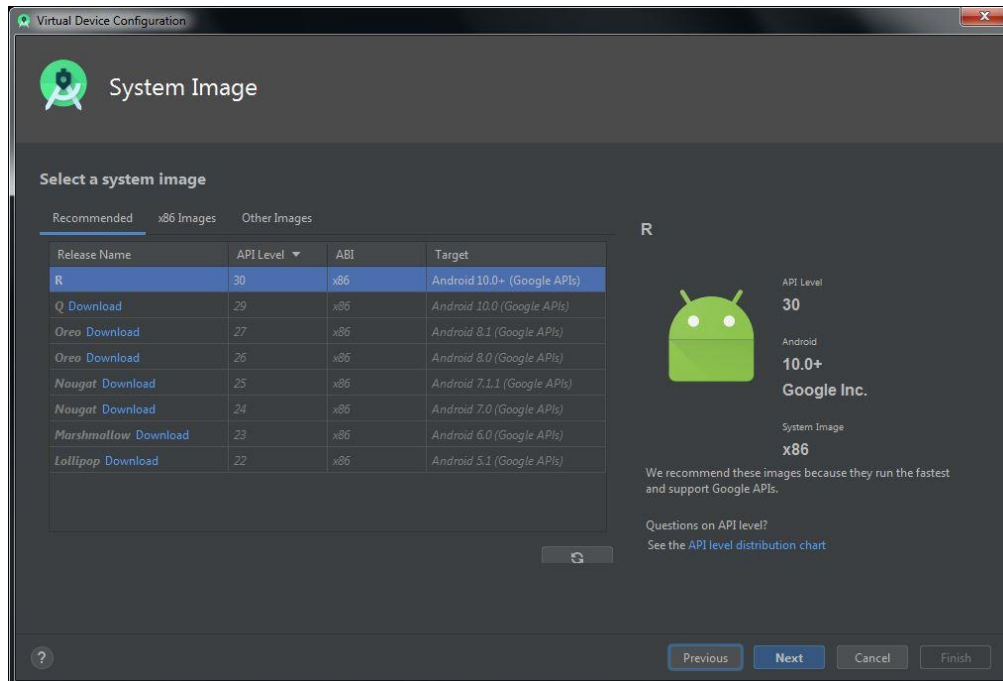 Virtual Device Configuration
System Image
Select a system image
Recommended x86 Images Other Images
Release Name API Level ABI Target
R 30 x86 Android 10.0+ (Google APIs)
Q Download 29 x86 Android 10.0 (Google APIs)
Oreo Download 27 x86 Android 8.1 (Google APIs)
Oreo Download 26 x86 Android 8.0 (Google APIs)
Nougat Download 25 x86 Android 7.1.1 (Google APIs)
Nougat Download 24 x86 Android 7.0 (Google APIs)
Marshmallow Download 23 x86 Android 6.0 (Google APIs)
Lollipop Download 22 x86 Android 5.1 (Google APIs)
R
API Level
30
Android
10.0+
Google Inc.
System Image
x86
We recommend these images because they run the fastest
and support Google APIs.
Questions on API level?
See the API level distribution chart
? Previous Next Cancel Finish